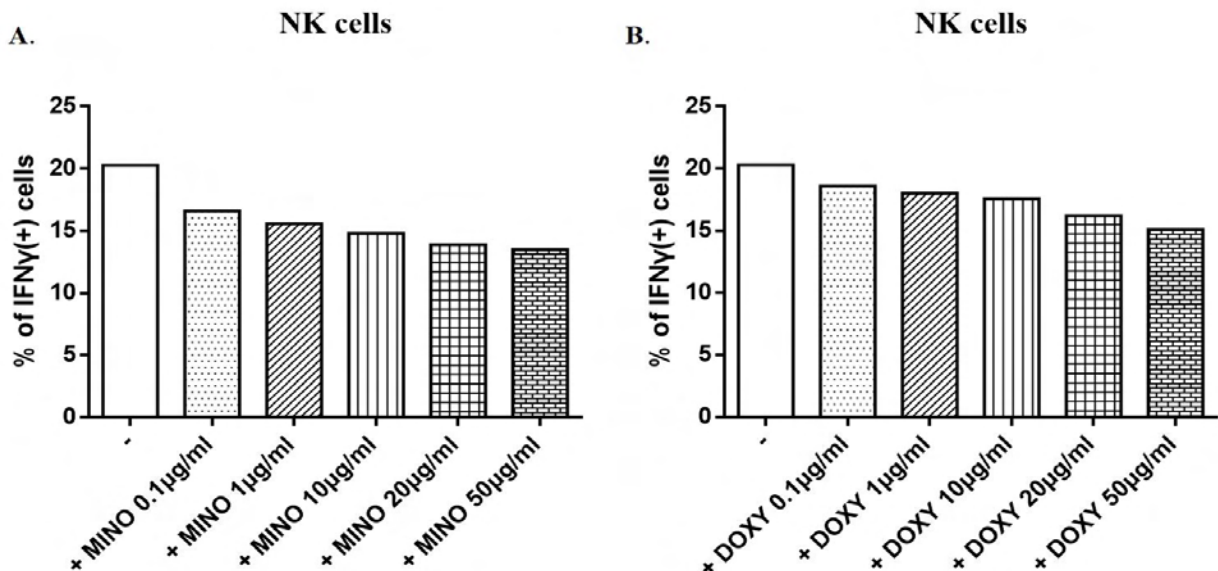 A.
NK cells
% of IFNγ(+) cells
25
20
15
10
5
0
-
+ MINO 0.1µg/ml
+ MINO 1µg/ml
+ MINO 10µg/ml
+ MINO 20µg/ml
+ MINO 50µg/ml
B.
NK cells
% of IFNγ(+) cells
25
20
15
10
5
0
-
+ DOXY 0.1µg/ml
+ DOXY 1µg/ml
+ DOXY 10µg/ml
+ DOXY 20µg/ml
+ DOXY 50µg/ml